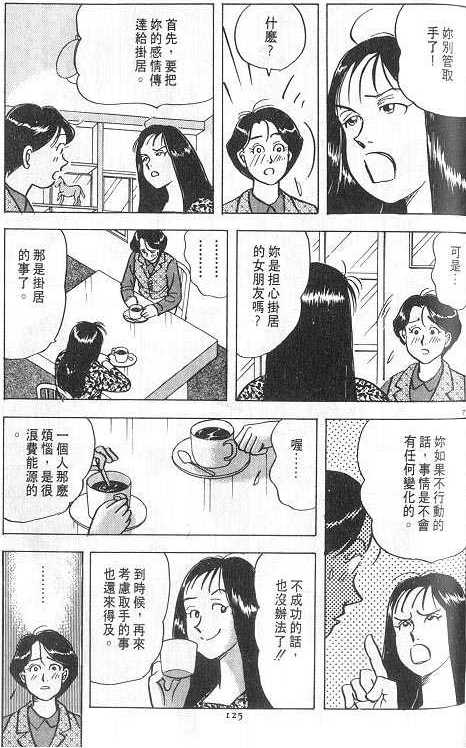 妳別管取
手了！
什麼？
首先，要把
妳的感情傳
達給掛居。
可是…
妳是担心掛居
的女朋友嗎？
………
那是掛居
的事了。
妳如果不行動的
話，事情是不會
有任何變化的。
喔…
一個人那麼
煩惱，是很
浪費能源的
。
不成功的話，
也沒辦法了!!
到時候，再來
考慮取手的事
也還來得及。
………
125